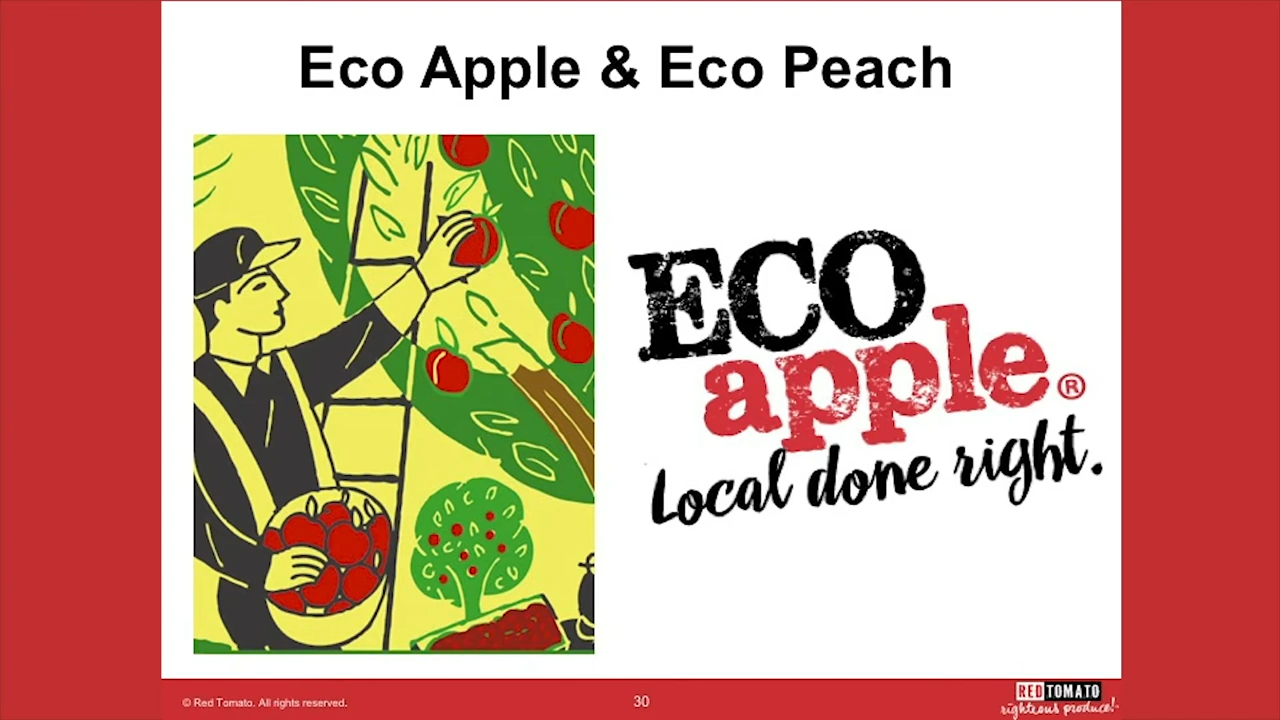 Eco Apple & Eco Peach
ECO
apple®
Local done right.
© Red Tomato. All rights reserved.
30
RED TOMATO
righteous produce!™